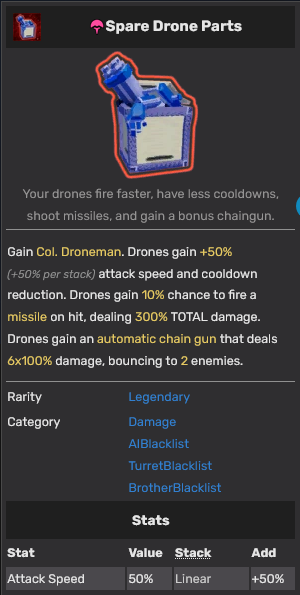 Spare Drone Parts
Your drones fire faster, have less cooldowns,
shoot missiles, and gain a bonus chaingun.
Gain Col. Droneman. Drones gain +50%
(+50% per stack) attack speed and cooldown
reduction. Drones gain 10% chance to fire a
missile on hit, dealing 300% TOTAL damage.
Drones gain an automatic chain gun that deals
6x100% damage, bouncing to 2 enemies.
Rarity Legendary
Category Damage
AIBlacklist
TurretBlacklist
BrotherBlacklist
Stats
Stat Value Stack Add
Attack Speed 50% Linear +50%